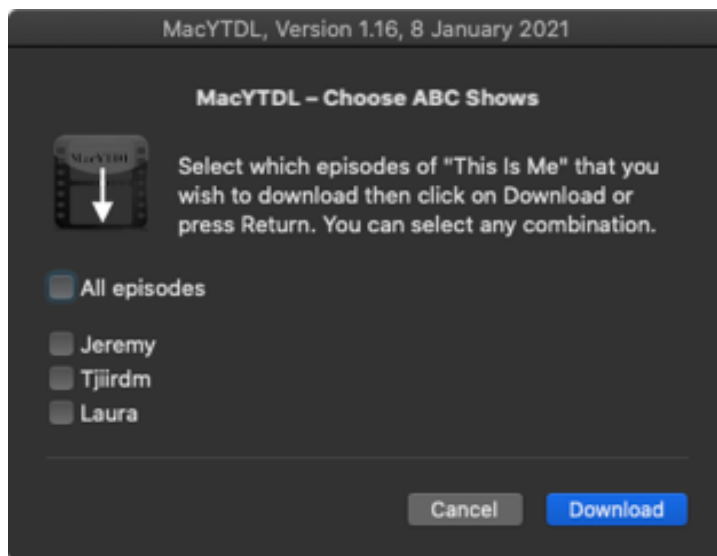 MacYTDL, Version 1.16, 8 January 2021
MacYTDL – Choose ABC Shows
MacYTDL
Select which episodes of "This Is Me" that you
wish to download then click on Download or
press Return. You can select any combination.
All episodes
Jeremy
Tjiirdm
Laura
Cancel
Download